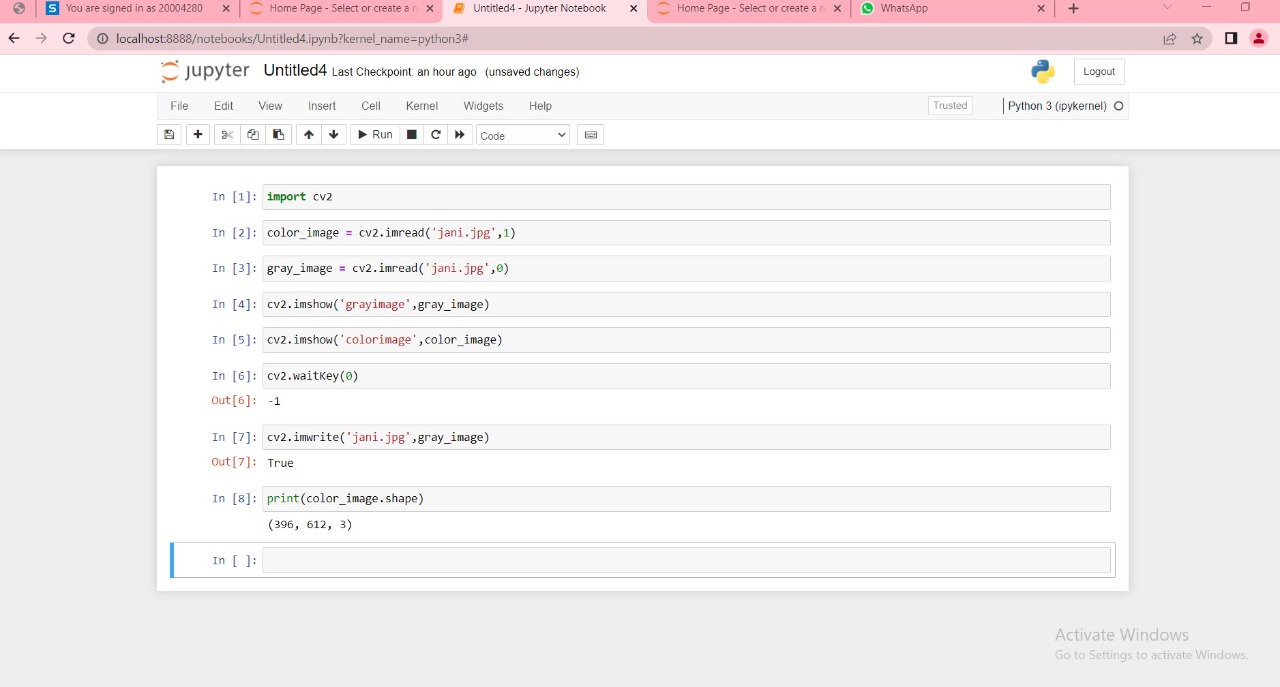 You are signed in as 20004280
Home Page - Select or create a n
Untitled4 - Jupyter Notebook
Home Page - Select or create a n
WhatsApp
localhost:8888/notebooks/Untitled4.ipynb?kernel_name=python3#
jupyter Untitled4 Last Checkpoint: an hour ago (unsaved changes)
Logout
File Edit View Insert Cell Kernel Widgets Help
Trusted
Python 3 (ipykernel)
Run
Code
In [1]: import cv2
In [2]: color_image = cv2.imread('jani.jpg',1)
In [3]: gray_image = cv2.imread('jani.jpg',0)
In [4]: cv2.imshow('grayimage',gray_image)
In [5]: cv2.imshow('colorimage',color_image)
In [6]: cv2.waitKey(0)
Out[6]: -1
In [7]: cv2.imwrite('jani.jpg',gray_image)
Out[7]: True
In [8]: print(color_image.shape)
(396, 612, 3)
In [ ]:
Activate Windows
Go to Settings to activate Windows.